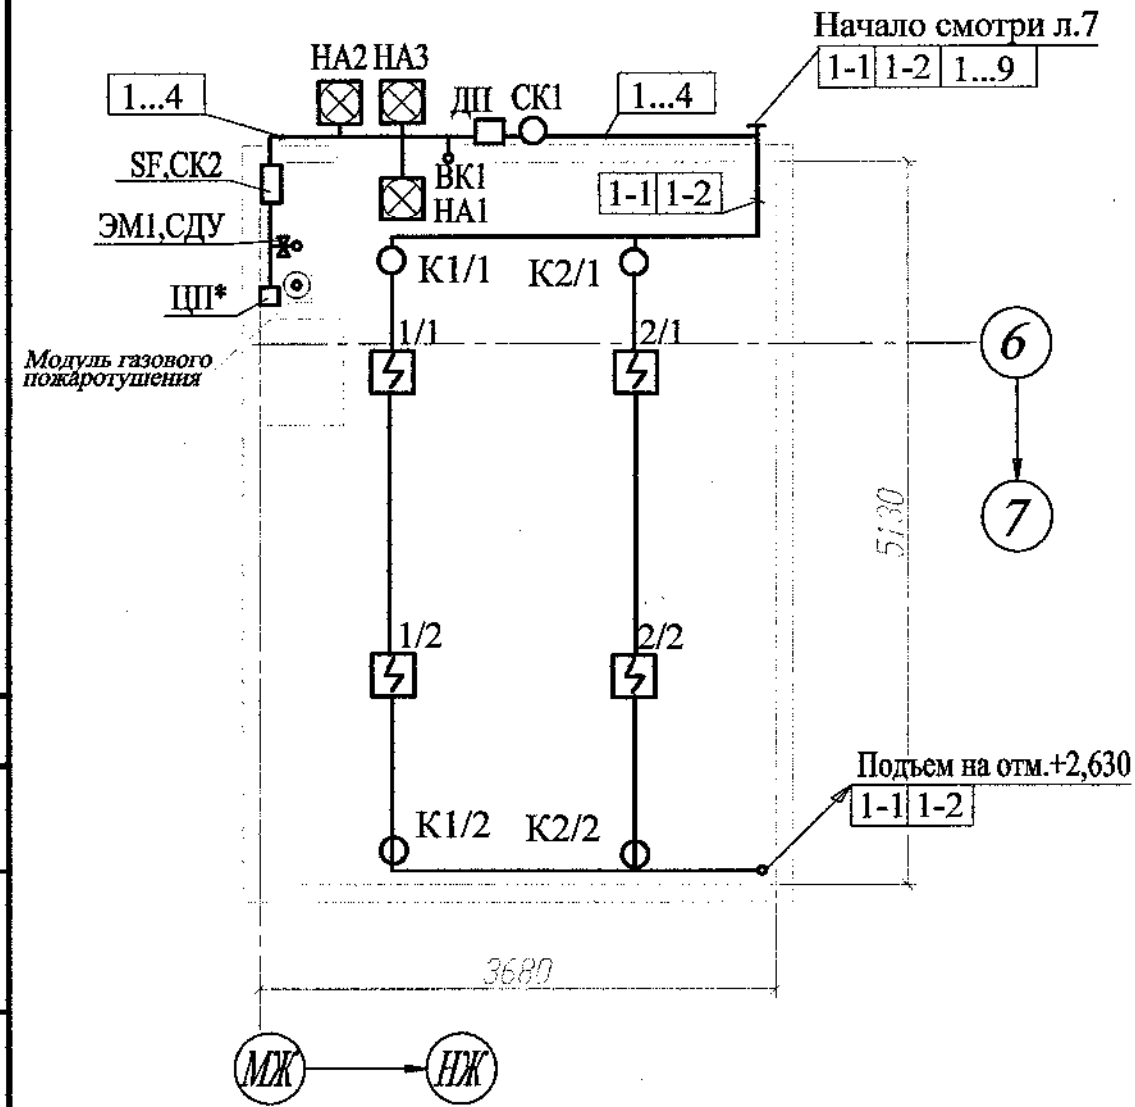 Начало смотри л.7
1-1 1-2 1...9
НА2 НА3
1...4
ДП СК1
1...4
SF,СК2
ВК1
НА1
1-1 1-2
ЭМ1,СДУ
К1/1
К2/1
ЦП*
1/1
2/1
6
Модуль газового
пожаротушения
7
5130
1/2
2/2
Подъем на отм.+2,630
1-1 1-2
К1/2
К2/2
3680
МЖ
НЖ